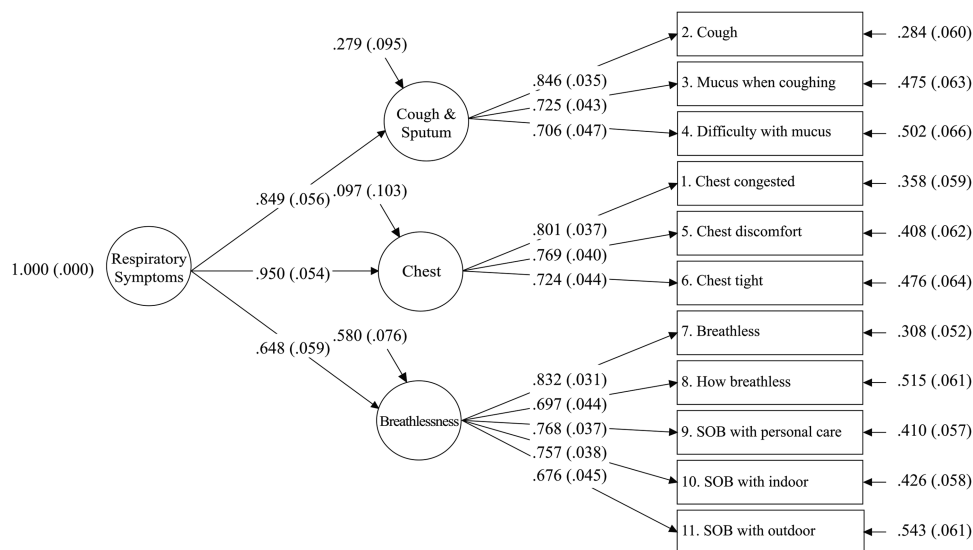 .279 (.095)
Cough &
Sputum
.846 (.035)
.725 (.043)
.706 (.047)
2. Cough
.284 (.060)
3. Mucus when coughing
.475 (.063)
4. Difficulty with mucus
.502 (.066)
.849 (.056)
.097 (.103)
1. Chest congested
.358 (.059)
.801 (.037)
.769 (.040)
.724 (.044)
5. Chest discomfort
.408 (.062)
6. Chest tight
.476 (.064)
1.000 (.000)
Respiratory
Symptoms
.950 (.054)
Chest
.648 (.059)
.580 (.076)
Breathlessness
.832 (.031)
.697 (.044)
.768 (.037)
.757 (.038)
.676 (.045)
7. Breathless
.308 (.052)
8. How breathless
.515 (.061)
9. SOB with personal care
.410 (.057)
10. SOB with indoor
.426 (.058)
11. SOB with outdoor
.543 (.061)